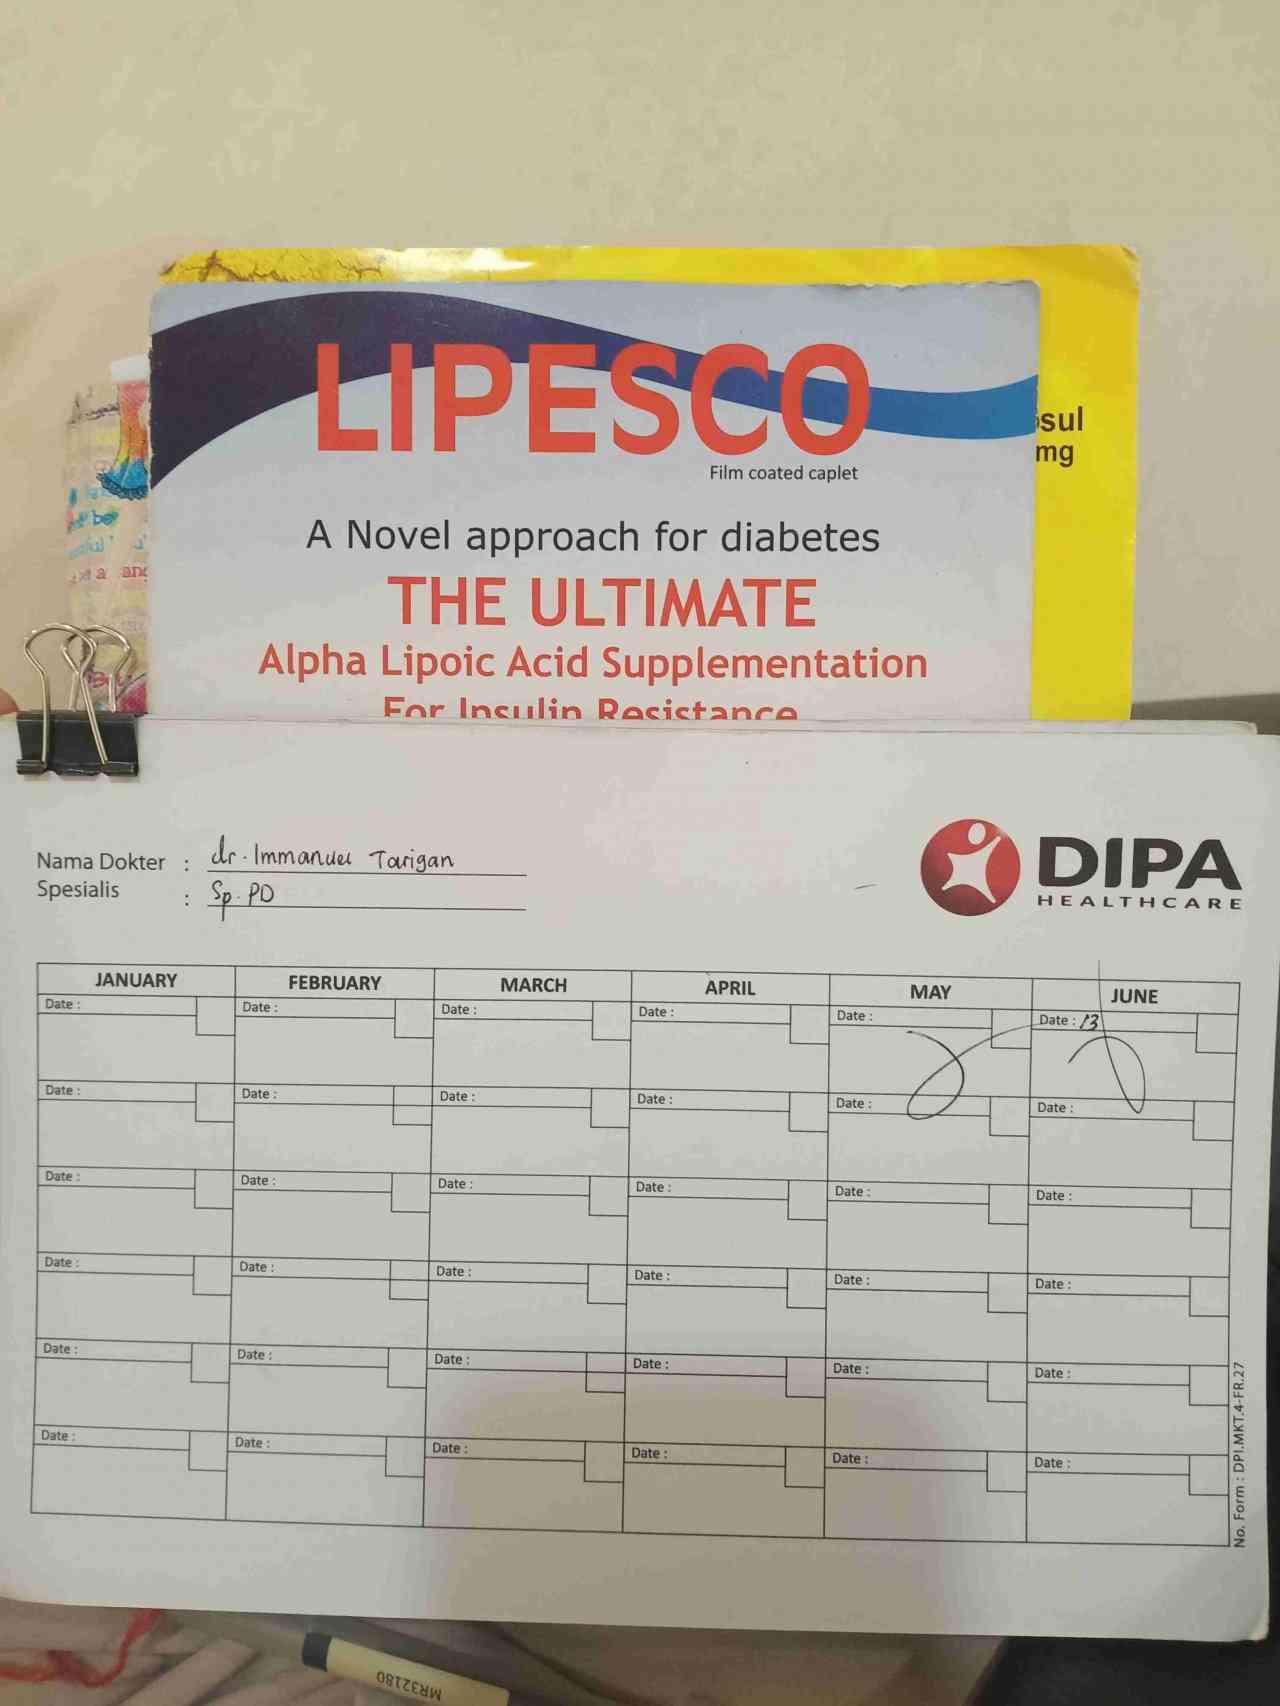 LIPESCO
Film coated caplet
sul
mg
A Novel approach for diabetes
THE ULTIMATE
Alpha Lipoic Acid Supplementation
For Insulin Resistance
Nama Dokter : dr. Immanuel Tarigan
Spesialis : Sp. PD
DIPA
HEALTHCARE
JANUARY FEBRUARY MARCH APRIL MAY JUNE
Date : Date : Date : Date : Date : Date : 13
Date : Date : Date : Date : Date : Date :
Date : Date : Date : Date : Date : Date :
Date : Date : Date : Date : Date : Date :
Date : Date : Date : Date : Date : Date :
Date : Date : Date : Date : Date : Date :
No. Form : DPI.MKT.4-FR.27
MR32180